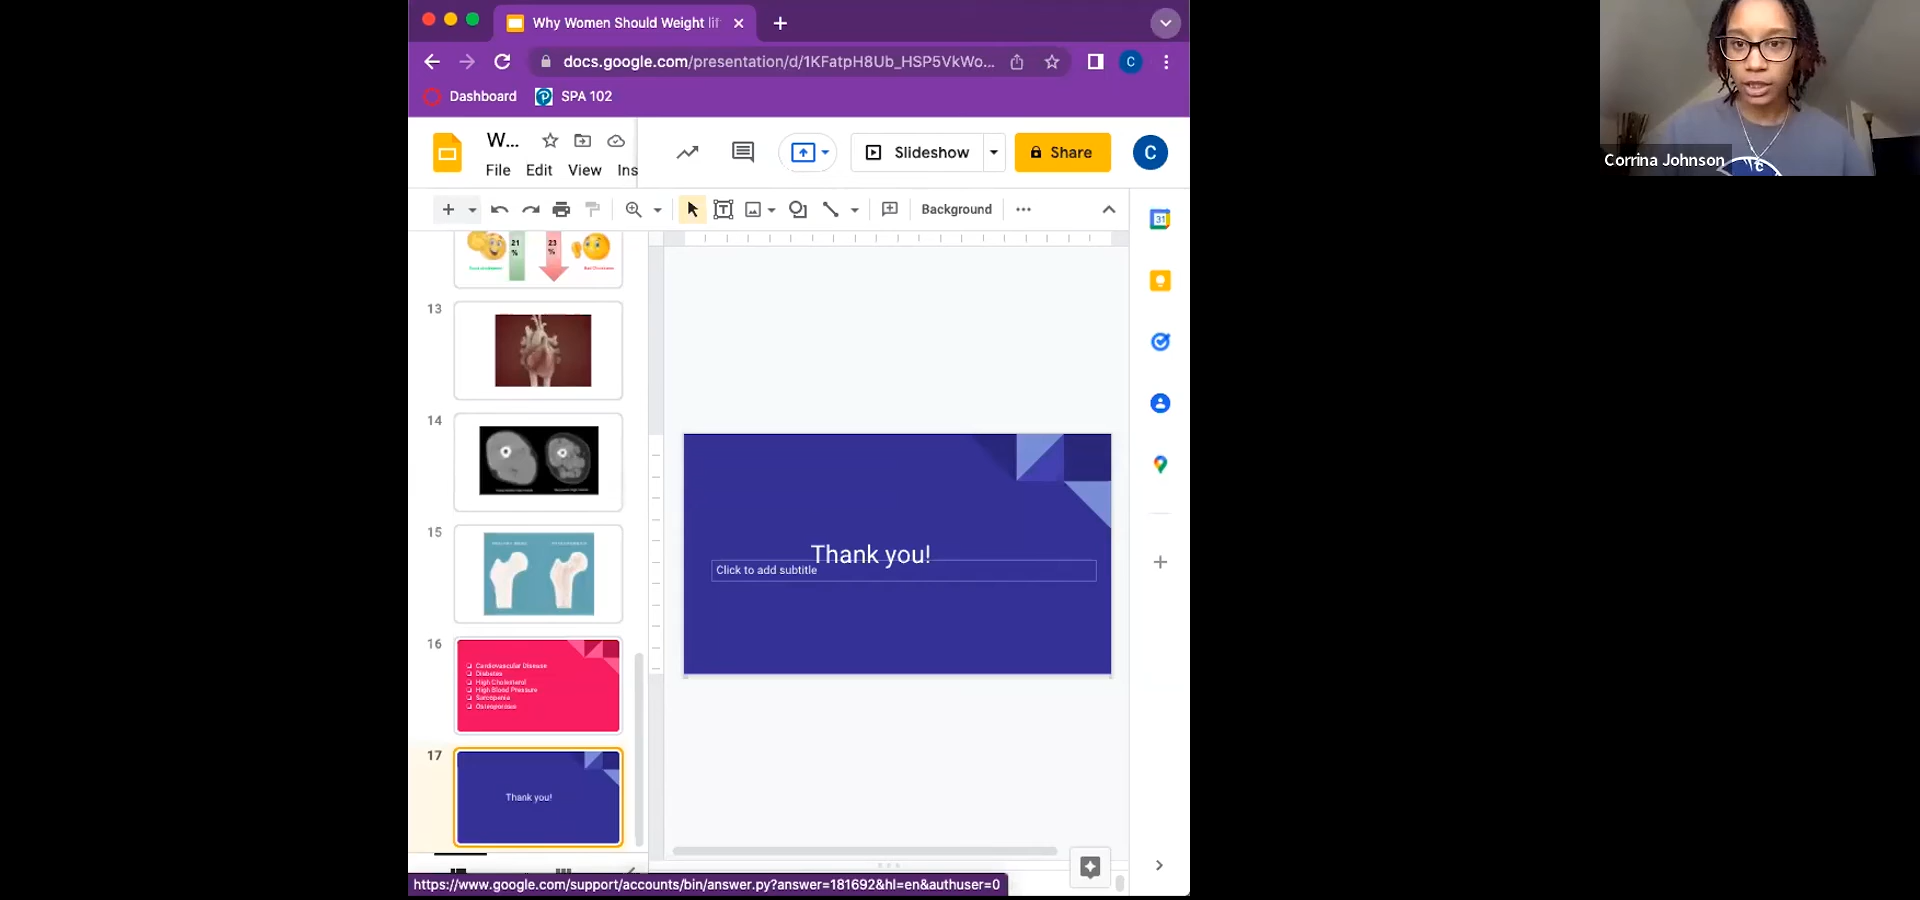 Why Women Should Weight lif
docs.google.com/presentation/d/1KFatpH8Ub_HSP5VkWo...
C
Dashboard
SPA 102
W...
File Edit View Ins
Slideshow
Share
C
Background
31
21 %
23 %
13
14
15
16
Cardiovascular Disease
Diabetes
High Cholesterol
High Blood Pressure
Sarcopenia
Osteoporosis
17
Thank you!
Thank you!
Click to add subtitle
https://www.google.com/support/accounts/bin/answer.py?answer=181692&hl=en&authuser=0
Corrina Johnson